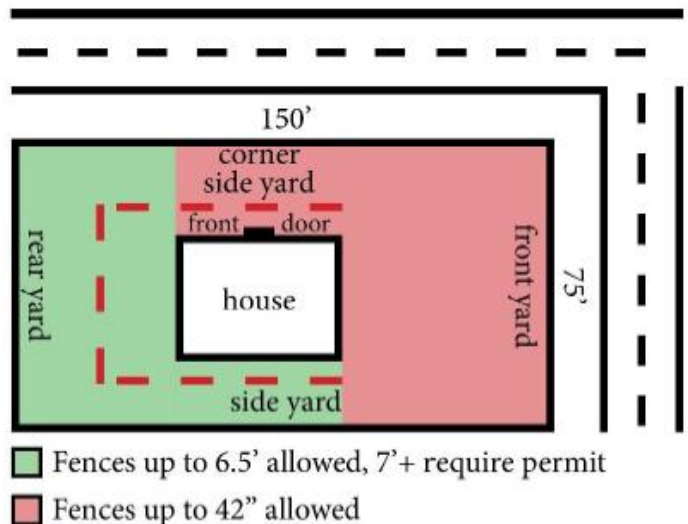 150’
corner
side yard
front door
rear yard
house
front yard
75’
side yard
Fences up to 6.5’ allowed, 7’+ require permit
Fences up to 42” allowed